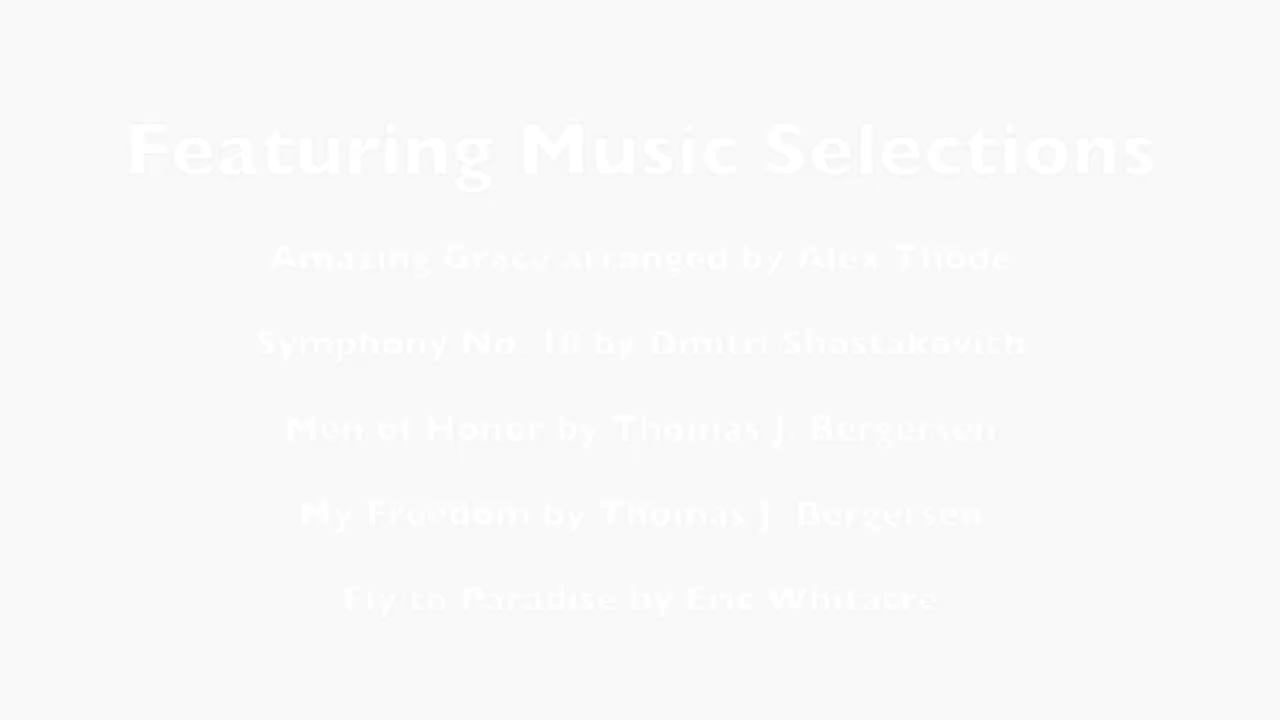 Featuring Music Selections
Amazing Grace arranged by Alex Thode
Symphony No. 10 by Dmitri Shostakovich
Men of Honor by Thomas J. Bergersen
My Freedom by Thomas J. Bergersen
Fly to Paradise by Eric Whitacre